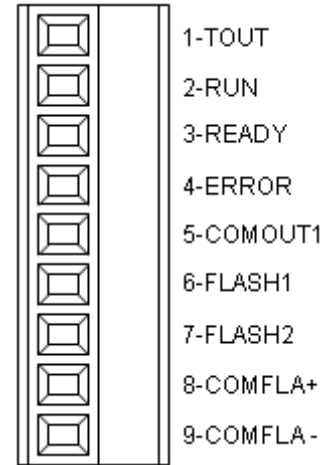 1-TOUT
2-RUN
3-READY
4-ERROR
5-COMOUT1
6-FLASH1
7-FLASH2
8-COMFLA+
9-COMFLA-